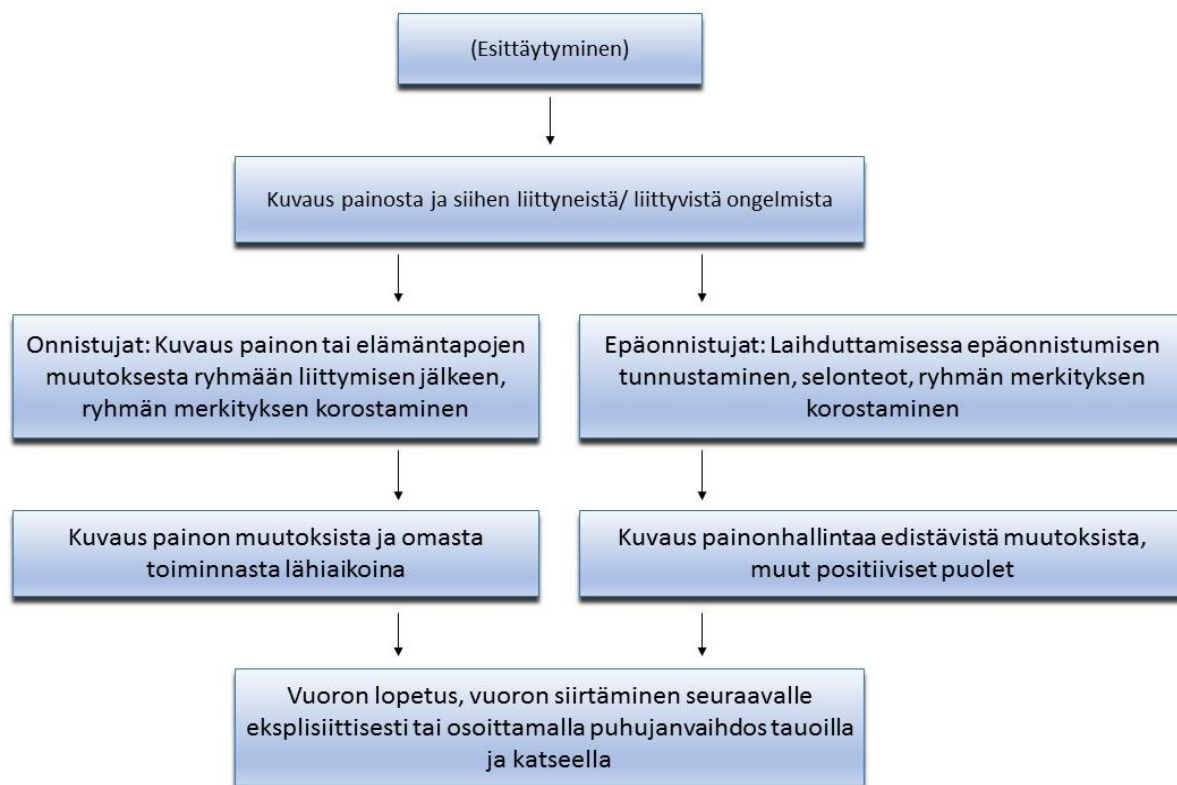 (Esittäytyminen)
Kuvaus painosta ja siihen liittyneistä/ liittyvistä ongelmista
Onnistujat: Kuvaus painon tai elämäntapojen
muutoksesta ryhmään liittymisen jälkeen,
ryhmän merkityksen korostaminen
Epäonnistujat: Laihduttamisessa epäonnistumisen
tunnustaminen, selonteot, ryhmän merkityksen
korostaminen
Kuvaus painon muutoksista ja omasta
toiminnasta lähiaikoina
Kuvaus painonhallintaa edistävistä muutoksista,
muut positiiviset puolet
Vuoron lopetus, vuoron siirtäminen seuraavalle
eksplisiittisesti tai osoittamalla puhujanvaihdos tauoilla
ja katseella